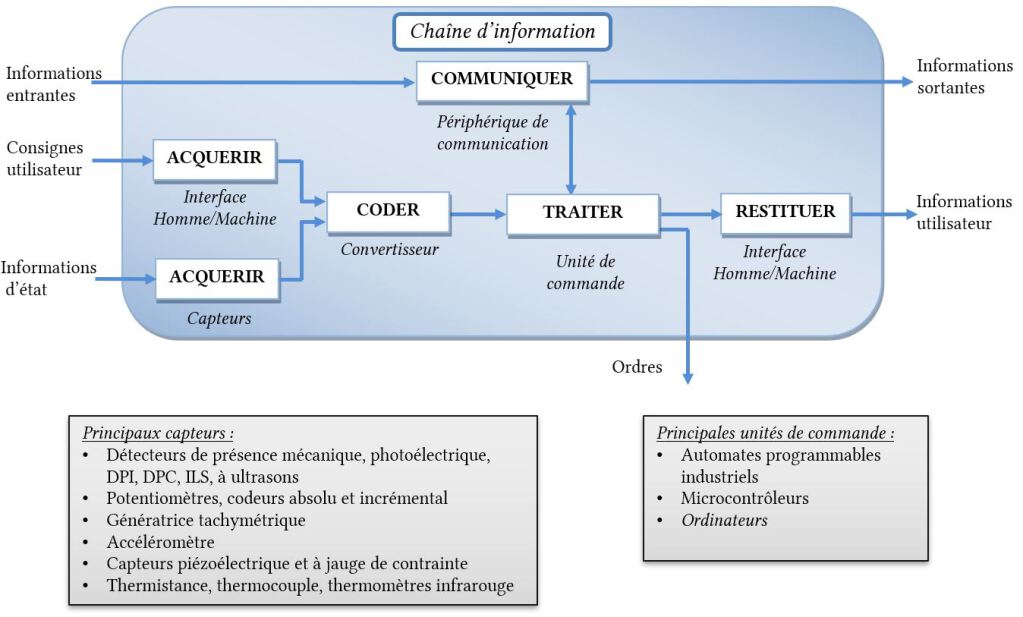 Chaîne d’information
Informations
entrantes
COMMUNIQUER
Informations
sortantes
Périphérique de
communication
Consignes
utilisateur
ACQUERIR
Interface
Homme/Machine
CODER
Convertisseur
TRAITER
Unité de
commande
RESTITUER
Interface
Homme/Machine
Informations
utilisateur
Informations
d’état
ACQUERIR
Capteurs
Ordres
Principaux capteurs :
• Détecteurs de présence mécanique, photoélectrique,
DPI, DPC, ILS, à ultrasons
• Potentiomètres, codeurs absolu et incrémental
• Génératrice tachymétrique
• Accéléromètre
• Capteurs piézoélectrique et à jauge de contrainte
• Thermistance, thermocouple, thermomètres infrarouge
Principales unités de commande :
• Automates programmables
industriels
• Microcontrôleurs
• Ordinateurs